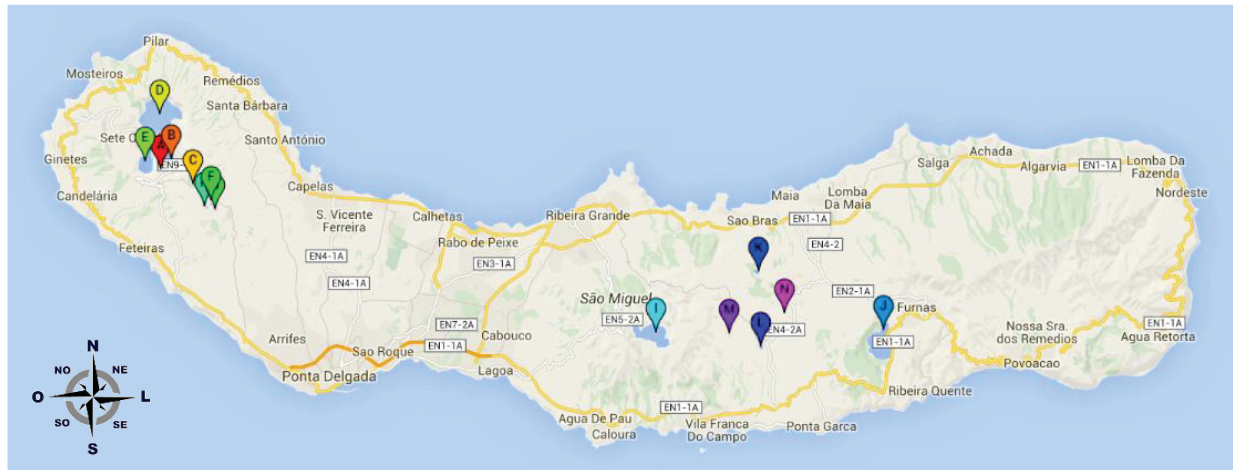 Pilar
Mosteiros
Remédios
D
Santa Bárbara
Sete C
E
A
B
Santo António
Ginetes
EN9-
C
F
Candelária
Capelas
S. Vicente
Ferreira
Calhetas
Feteiras
EN4-1A
EN4-1A
Rabo de Peixe
EN3-1A
Ribeira Grande
Arrifes
EN7-2A
EN1-1A
Cabouco
Sao Roque
Ponta Delgada
Lagoa
São Miguel
EN5-2A
I
M
K
N
L
J
Sao Bras
Maia
Lomba
Da Maia
EN1-1A
EN4-2
EN2-1A
EN4-2A
Furnas
EN1-1A
Salga
Achada
Algarvia
EN1-1A
Lomba Da
Fazenda
Nordeste
Nossa Sra.
dos Remedios
Povoacao
EN1-1A
Agua Retorta
Ribeira Quente
EN1-1A
Agua De Pau
Caloura
Vila Franca
Do Campo
Ponta Garca
N
NO
NE
O
L
SO
SE
S